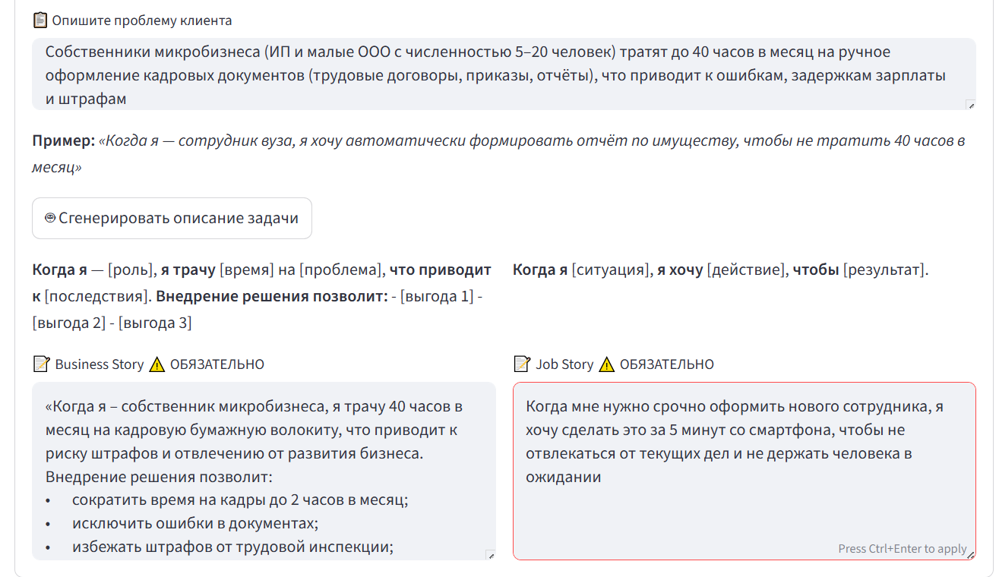 Опишите проблему клиента
Собственники микробизнеса (ИП и малые ООО с численностью 5–20 человек) тратят до 40 часов в месяц на ручное
оформление кадровых документов (трудовые договоры, приказы, отчёты), что приводит к ошибкам, задержкам зарплаты
и штрафам
Пример: «Когда я — сотрудник вуза, я хочу автоматически формировать отчёт по имуществу, чтобы не тратить 40 часов в
месяц»
Сгенерировать описание задачи
Когда я — [роль], я трачу [время] на [проблема], что приводит
к [последствия]. Внедрение решения позволит: - [выгода 1] -
[выгода 2] - [выгода 3]
Когда я [ситуация], я хочу [действие], чтобы [результат].
Business Story ⚠ ОБЯЗАТЕЛЬНО
«Когда я – собственник микробизнеса, я трачу 40 часов в
месяц на кадровую бумажную волокиту, что приводит к
риску штрафов и отвлечению от развития бизнеса.
Внедрение решения позволит:
• сократить время на кадры до 2 часов в месяц;
• исключить ошибки в документах;
• избежать штрафов от трудовой инспекции;
Job Story ⚠ ОБЯЗАТЕЛЬНО
Когда мне нужно срочно оформить нового сотрудника, я
хочу сделать это за 5 минут со смартфона, чтобы не
отвлекаться от текущих дел и не держать человека в
ожидании
Press Ctrl+Enter to apply